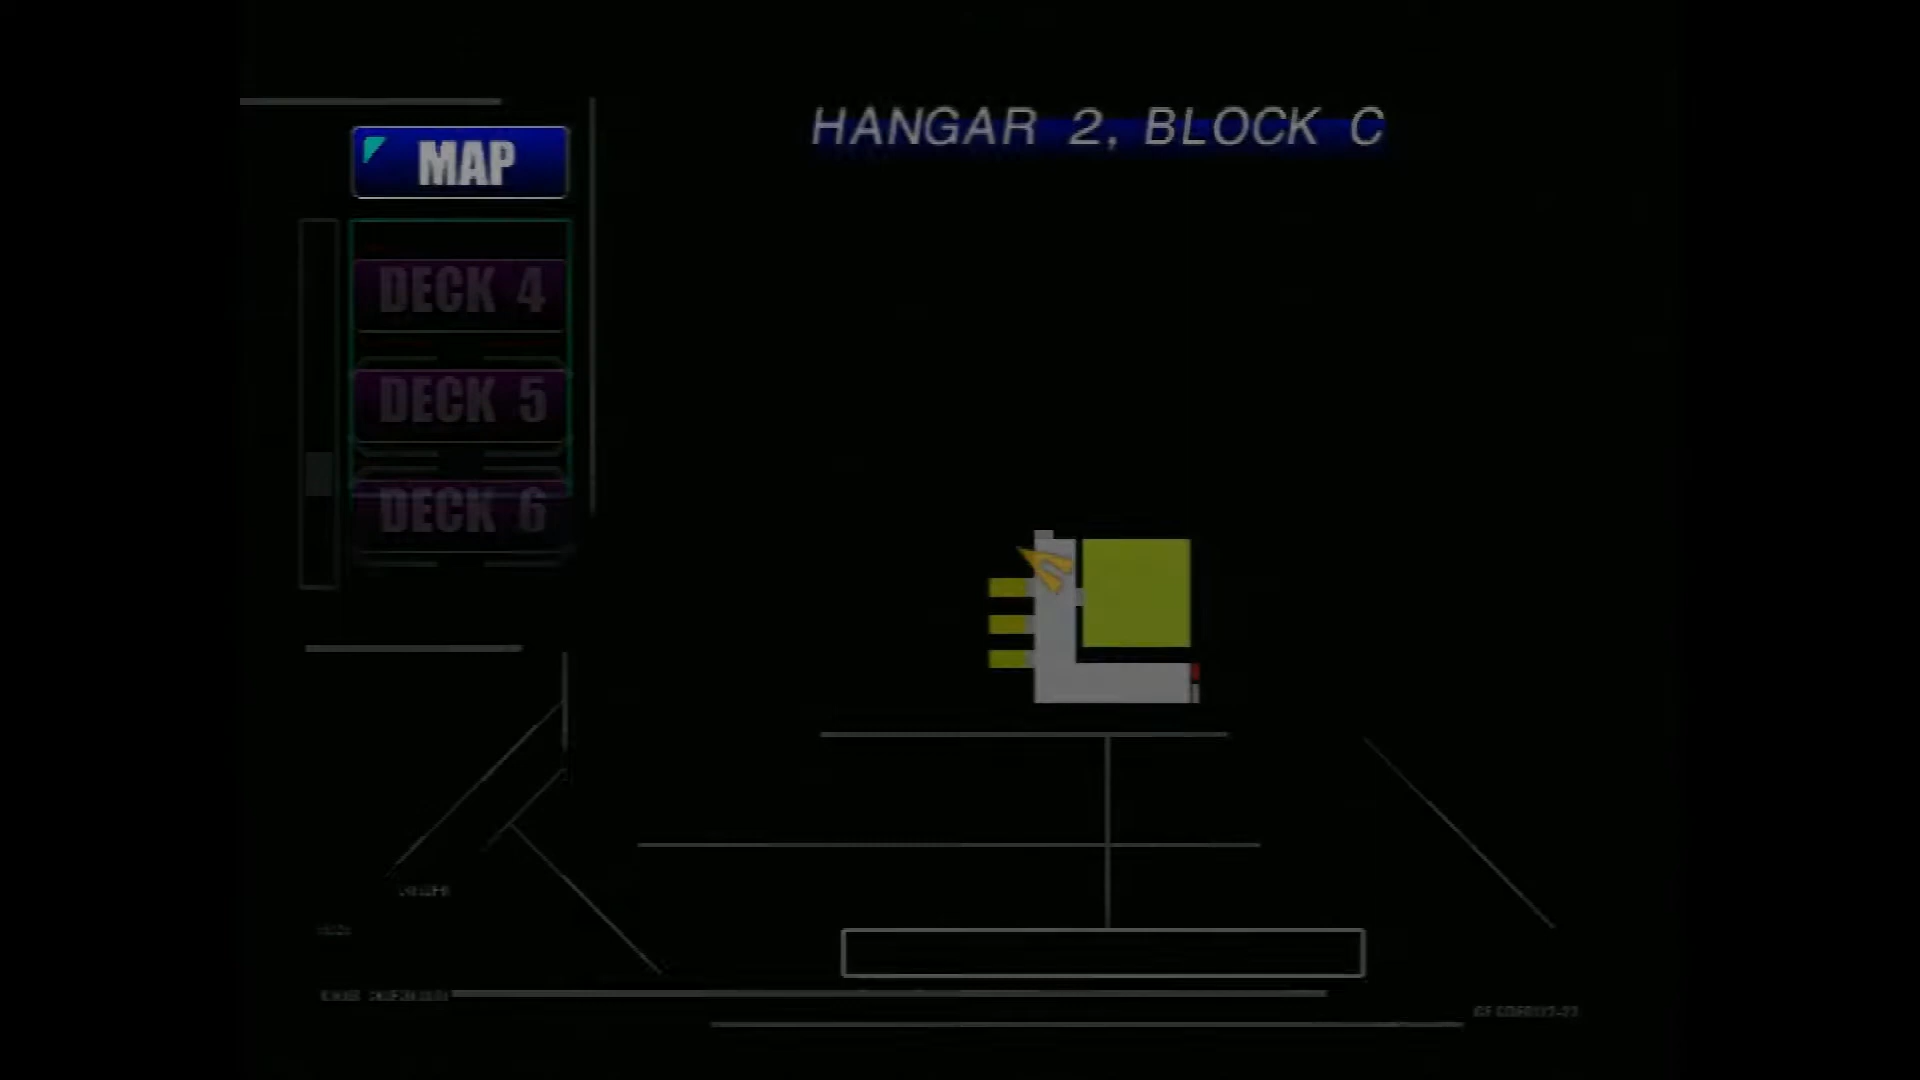 HANGAR 2, BLOCK C
MAP
DECK 4
DECK 5
DECK 6